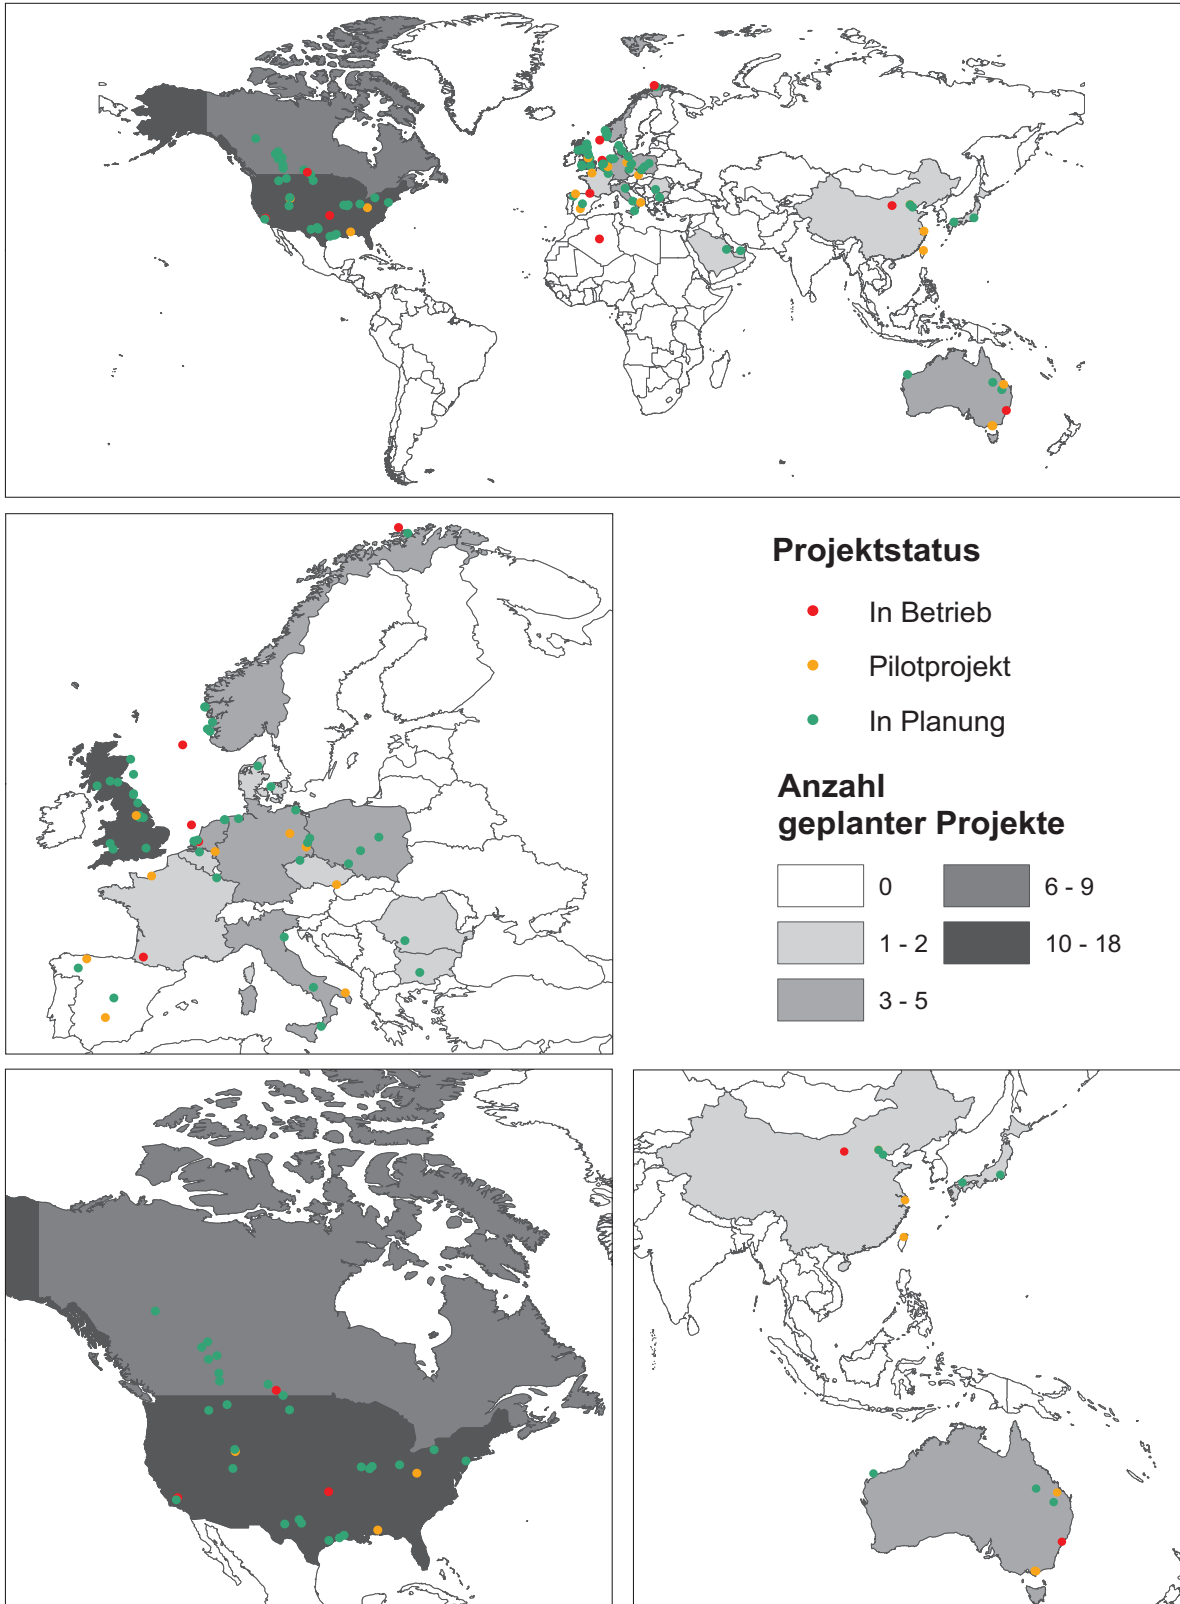 Projektstatus
In Betrieb
Pilotprojekt
In Planung
Anzahl
geplanter Projekte
0
6 - 9
1 - 2
10 - 18
3 - 5